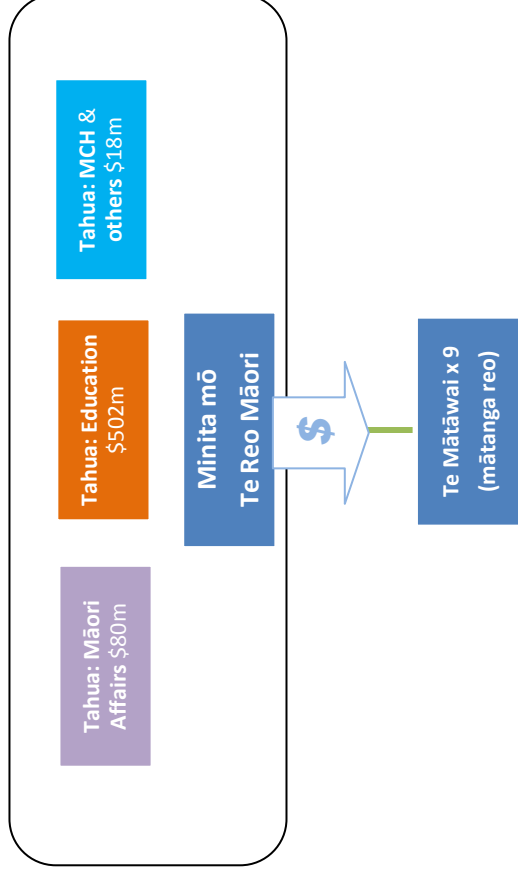 Tahua: Māori
Affairs $80m
Tahua: Education
$502m
Tahua: MCH &
others $18m
Minita mō
Te Reo Māori
$
Te Mātāwai x 9
(mātanga reo)